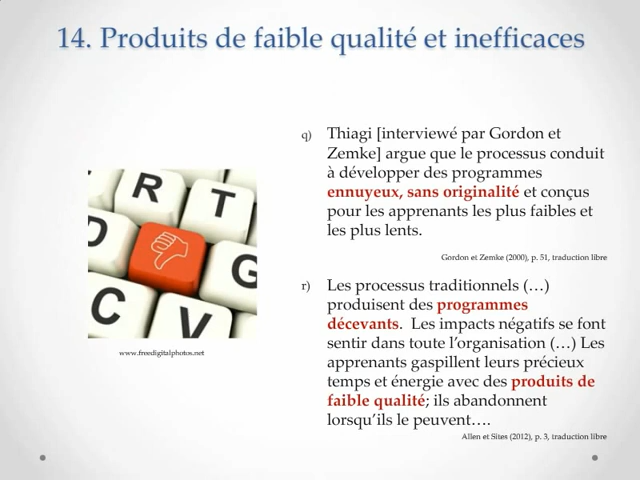 14. Produits de faible qualité et inefficaces
q) Thiagi [interviewé par Gordon et
Zemke] argue que le processus conduit
à développer des programmes
ennuyeux, sans originalité et conçus
pour les apprenants les plus faibles et
les plus lents.
Gordon et Zemke (2000), p. 51, traduction libre
r) Les processus traditionnels (…)
produisent des programmes
décevants. Les impacts négatifs se font
sentir dans toute l’organisation (…) Les
apprenants gaspillent leurs précieux
temps et énergie avec des produits de
faible qualité; ils abandonnent
lorsqu’ils le peuvent….
Allen et Sites (2012), p. 3, traduction libre
R
T
D
G
C
V
www.freedigitalphotos.net